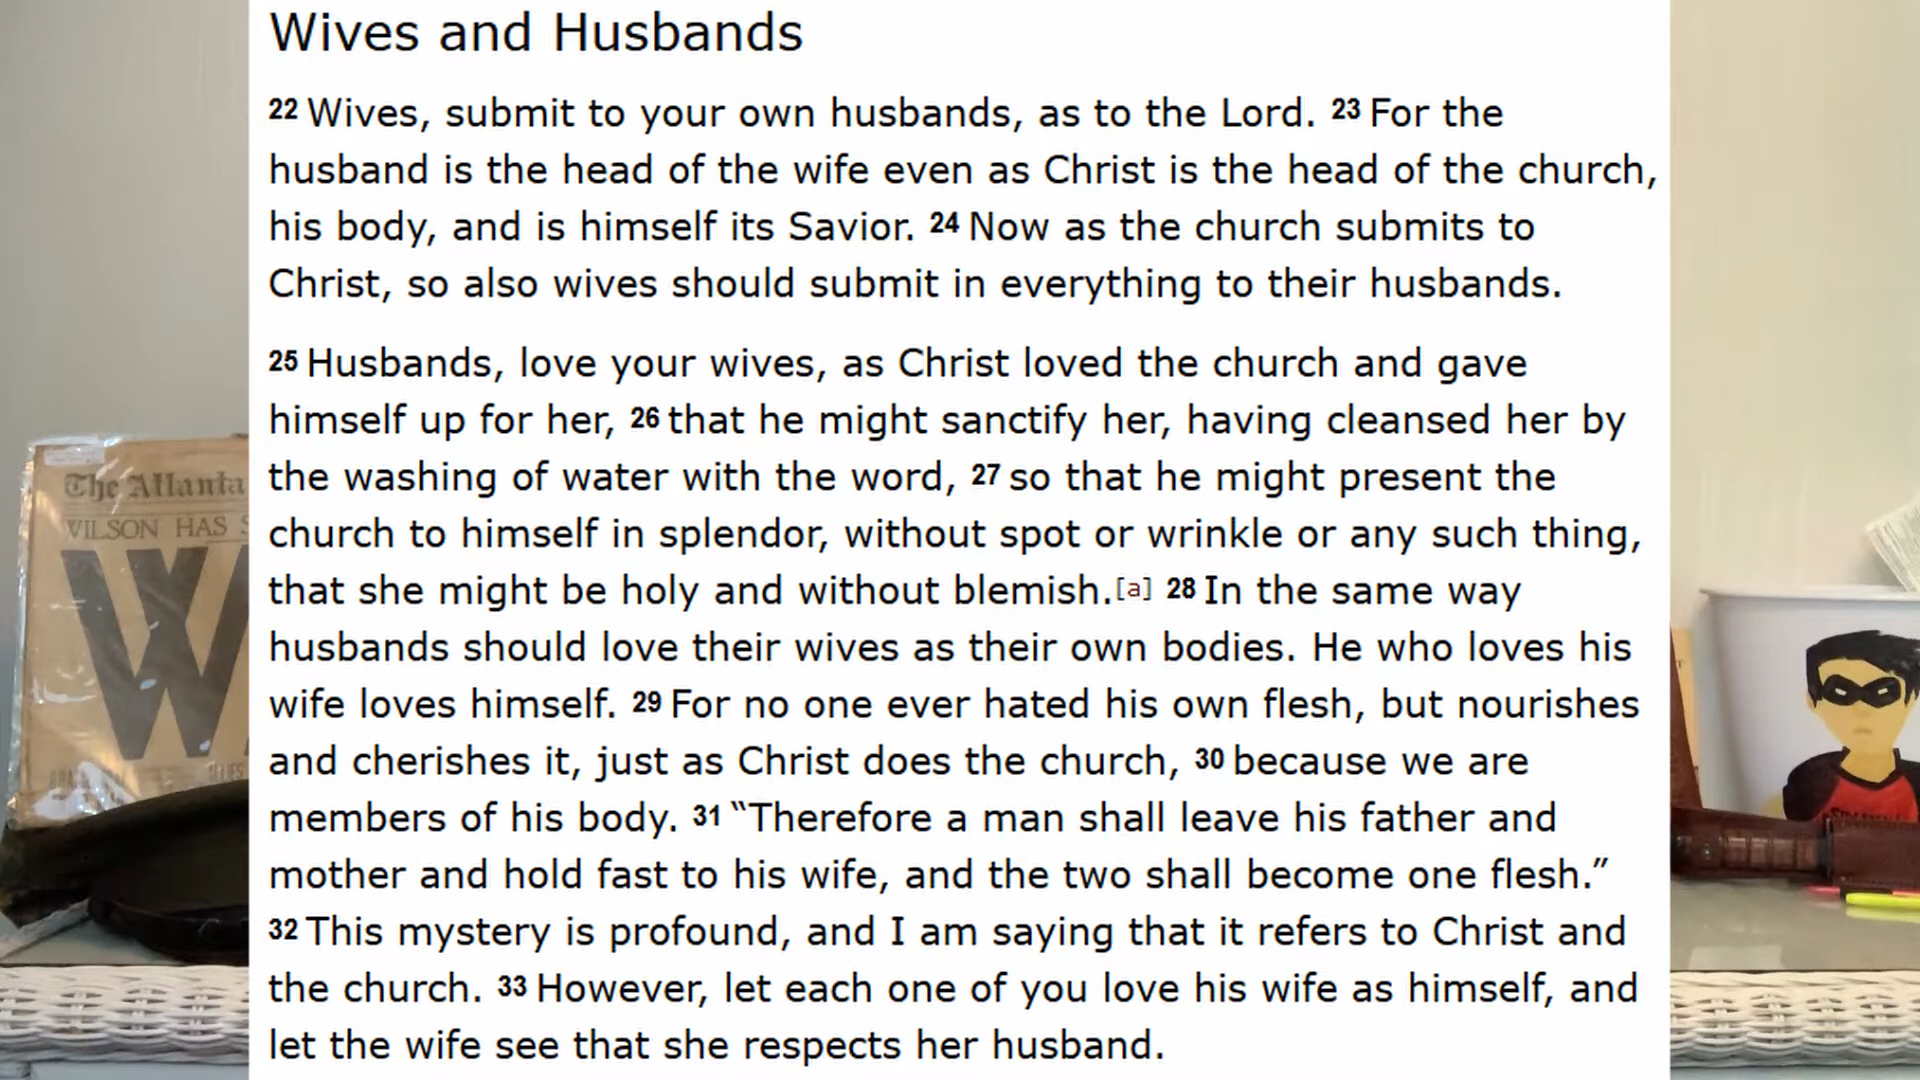 Wives and Husbands
22 Wives, submit to your own husbands, as to the Lord. 23 For the
husband is the head of the wife even as Christ is the head of the church,
his body, and is himself its Savior. 24 Now as the church submits to
Christ, so also wives should submit in everything to their husbands.
25 Husbands, love your wives, as Christ loved the church and gave
himself up for her, 26 that he might sanctify her, having cleansed her by
the washing of water with the word, 27 so that he might present the
church to himself in splendor, without spot or wrinkle or any such thing,
that she might be holy and without blemish.[a] 28 In the same way
husbands should love their wives as their own bodies. He who loves his
wife loves himself. 29 For no one ever hated his own flesh, but nourishes
and cherishes it, just as Christ does the church, 30 because we are
members of his body. 31 “Therefore a man shall leave his father and
mother and hold fast to his wife, and the two shall become one flesh.”
32 This mystery is profound, and I am saying that it refers to Christ and
the church. 33 However, let each one of you love his wife as himself, and
let the wife see that she respects her husband.
The Atlanta
WILSON HAS S
W